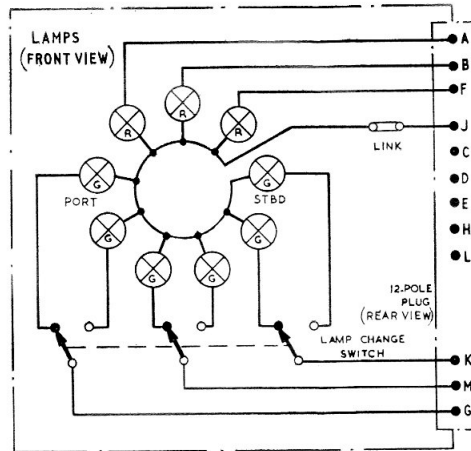 LAMPS
(FRONT VIEW)
A
B
F
J
C
D
E
H
L
K
M
G
R
R
R
LINK
G
PORT
G
STBD
G
G
G
G
12-POLE
PLUG
(REAR VIEW)
LAMP CHANGE
SWITCH